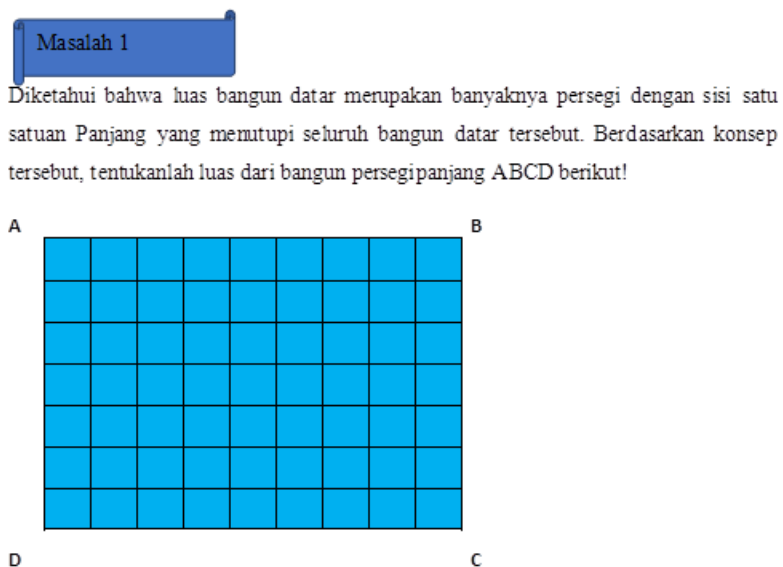 Masalah 1
Diketahui bahwa luas bangun datar merupakan banyaknya persegi dengan sisi satu
satuan Panjang yang menutupi seluruh bangun datar tersebut. Berdasarkan konsep
tersebut, tentukanlah luas dari bangun persegipanjang ABCD berikut!
A B
D C